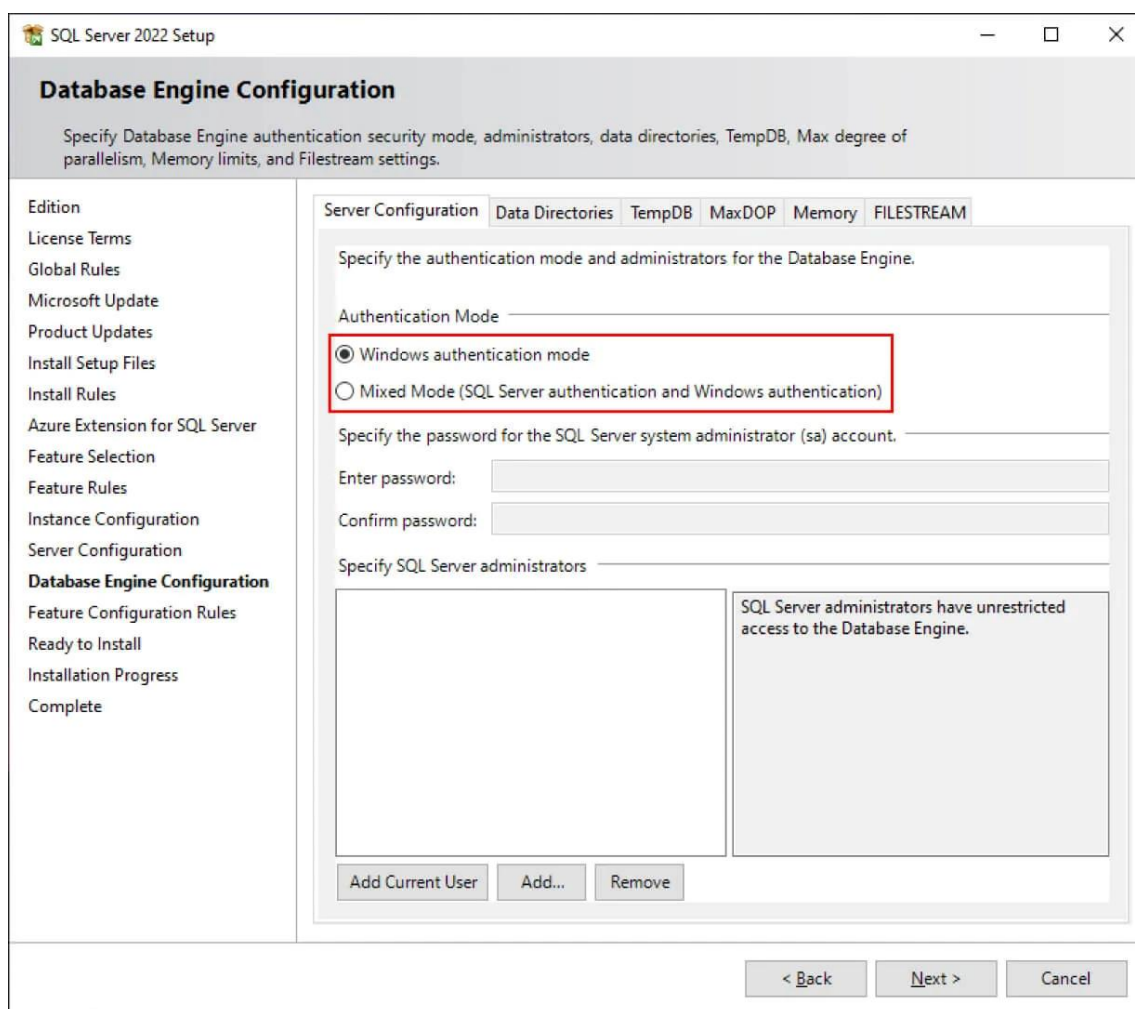 SQL Server 2022 Setup
Database Engine Configuration
Specify Database Engine authentication security mode, administrators, data directories, TempDB, Max degree of
parallelism, Memory limits, and Filestream settings.
Edition
License Terms
Global Rules
Microsoft Update
Product Updates
Install Setup Files
Install Rules
Azure Extension for SQL Server
Feature Selection
Feature Rules
Instance Configuration
Server Configuration
Database Engine Configuration
Feature Configuration Rules
Ready to Install
Installation Progress
Complete
Server Configuration Data Directories TempDB MaxDOP Memory FILESTREAM
Specify the authentication mode and administrators for the Database Engine.
Authentication Mode
Windows authentication mode
Mixed Mode (SQL Server authentication and Windows authentication)
Specify the password for the SQL Server system administrator (sa) account.
Enter password:
Confirm password:
Specify SQL Server administrators
SQL Server administrators have unrestricted
access to the Database Engine.
Add Current User Add... Remove
< Back Next > Cancel